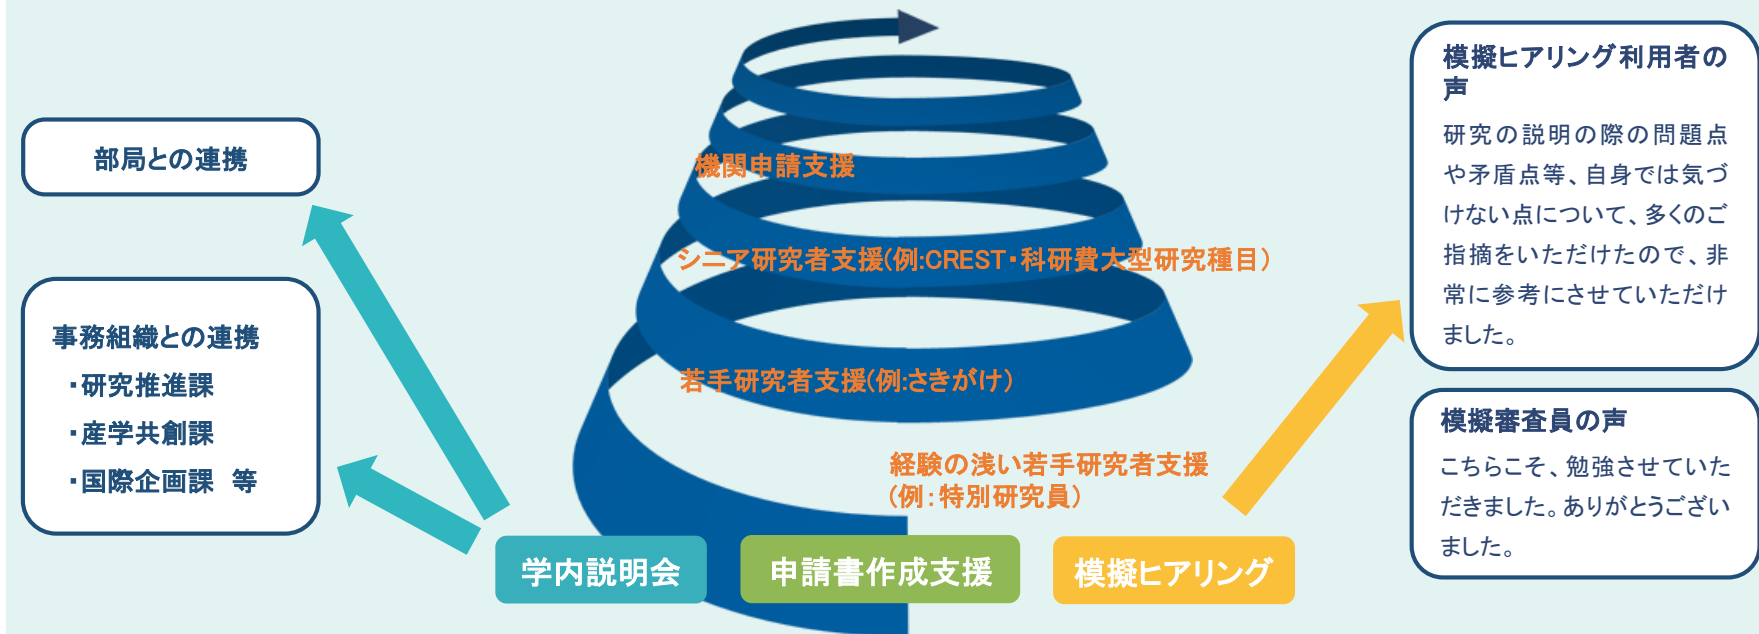 部局との連携
事務組織との連携
・研究推進課
・産学共創課
・国際企画課 等
機関申請支援
シニア研究者支援(例:CREST・科研費大型研究種目)
若手研究者支援(例:さきがけ)
経験の浅い若手研究者支援
(例:特別研究員)
学内説明会
申請書作成支援
模擬ヒアリング
模擬ヒアリング利用者の
声
研究の説明の際の問題点
や矛盾点等、自身では気づ
けない点について、多くのご
指摘をいただけたので、非
常に参考にさせていただけ
ました。
模擬審査員の声
こちらこそ、勉強させていた
だきました。ありがとうござい
ました。